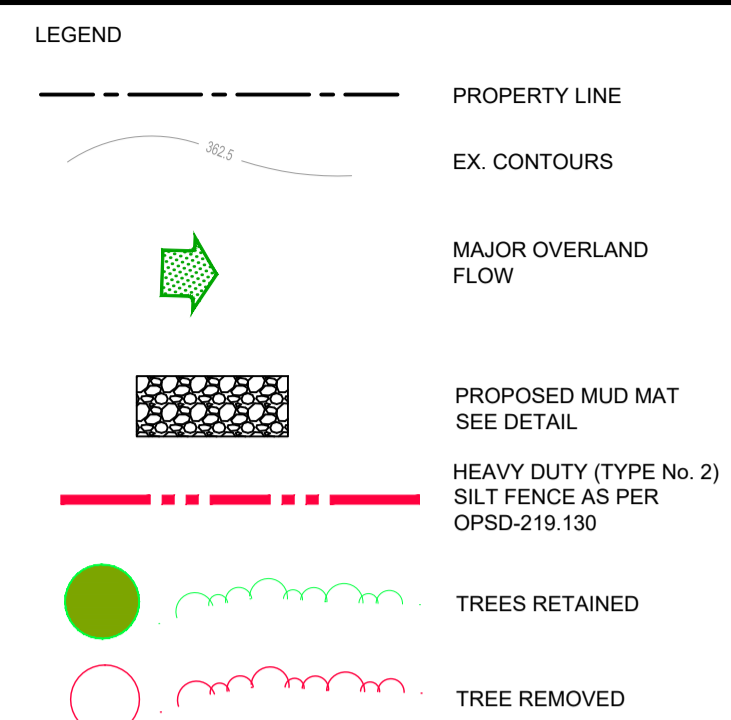 LEGEND
PROPERTY LINE
362.5
EX. CONTOURS
MAJOR OVERLAND
FLOW
PROPOSED MUD MAT
SEE DETAIL
HEAVY DUTY (TYPE No. 2)
SILT FENCE AS PER
OPSD-219.130
TREES RETAINED
TREE REMOVED